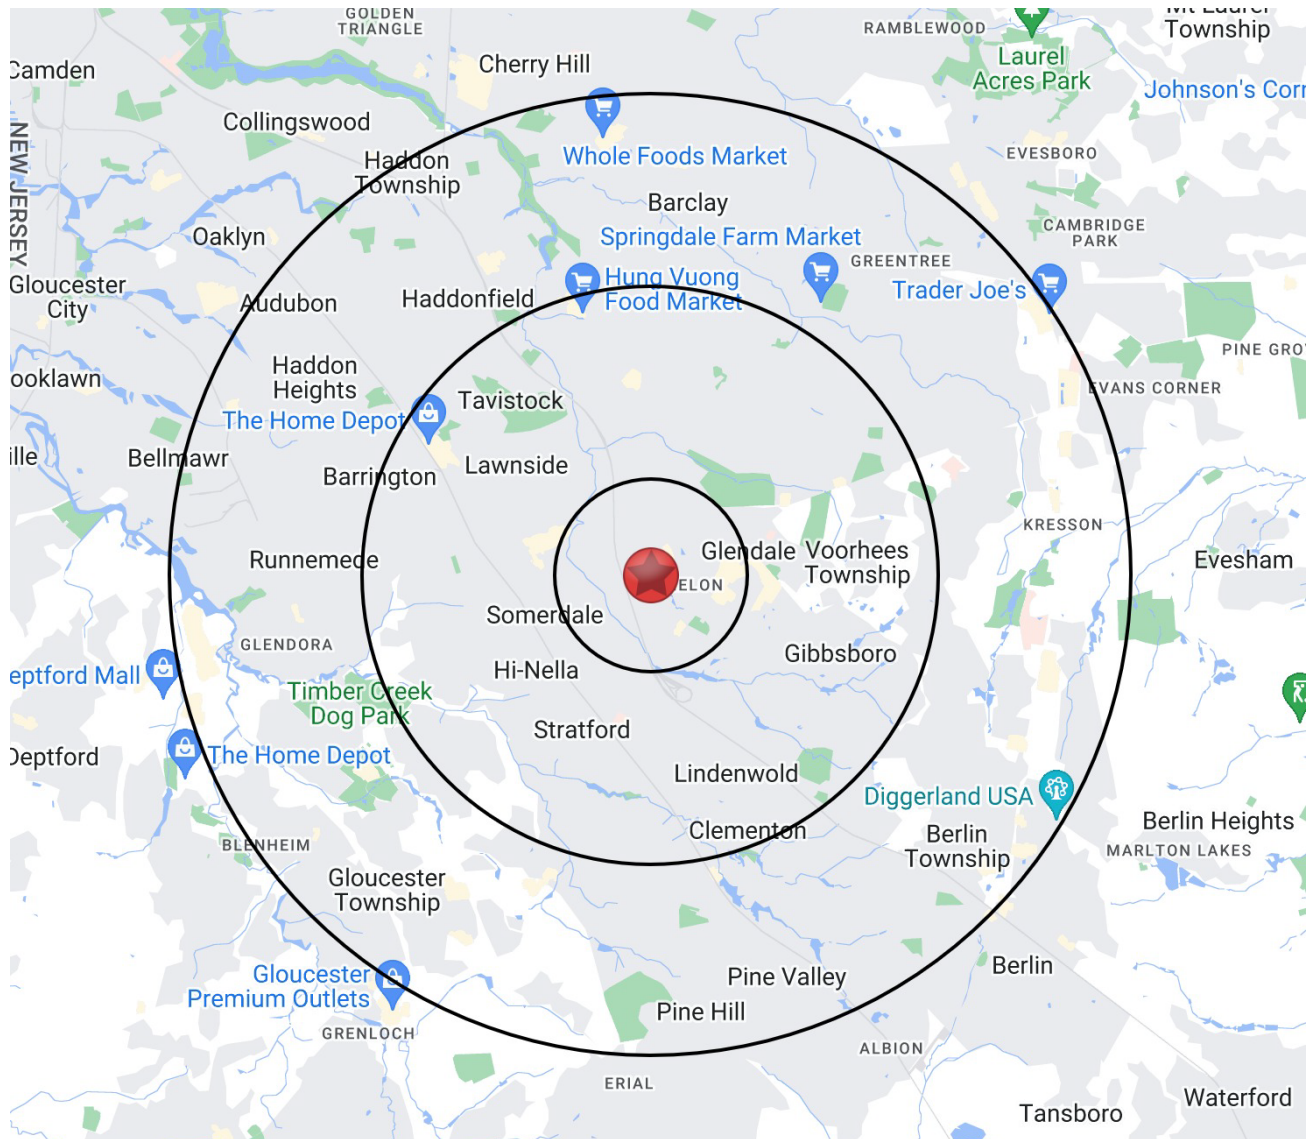 GOLDEN
TRIANGLE
RAMBLEWOOD
Mt Laurel
Township
Camden
Cherry Hill
Laurel
Acres Park
Johnson's Corr
NEW JERSEY
Collingswood
Whole Foods Market
EVESBORO
Haddon
Township
Barclay
Oaklyn
Springdale Farm Market
CAMBRIDGE
PARK
GREENTREE
Gloucester
City
Audubon
Haddonfield
Hung Vuong
Food Market
Trader Joe's
PINE GRO
Haddon
Heights
ooklawn
Tavistock
EVANS CORNER
The Home Depot
ille
Bellmawr
Lawnside
Barrington
KRESSON
Runnemede
Glendale
Voorhees
Township
Evesham
ELON
Somerdale
GLENDORA
Gibbsboro
eptford Mall
Hi-Nella
Timber Creek
Dog Park
Stratford
Deptford
The Home Depot
Lindenwold
Diggerland USA
Clementon
Berlin
Township
Berlin Heights
MARLTON LAKES
BLENHEIM
Gloucester
Township
Gloucester
Premium Outlets
Pine Valley
Berlin
Pine Hill
GRENLOCH
ALBION
ERIAL
Waterford
Tansboro